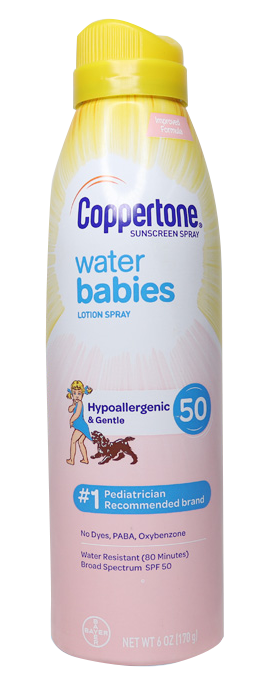 Improved
Formula
Coppertone®
SUNSCREEN SPRAY
water
babies
LOTION SPRAY
Hypoallergenic
& Gentle
50
#1 Pediatrician
Recommended brand
No Dyes, PABA, Oxybenzone
Water Resistant (80 Minutes)
Broad Spectrum SPF 50
BAYER
NET WT 6 OZ (170 g)